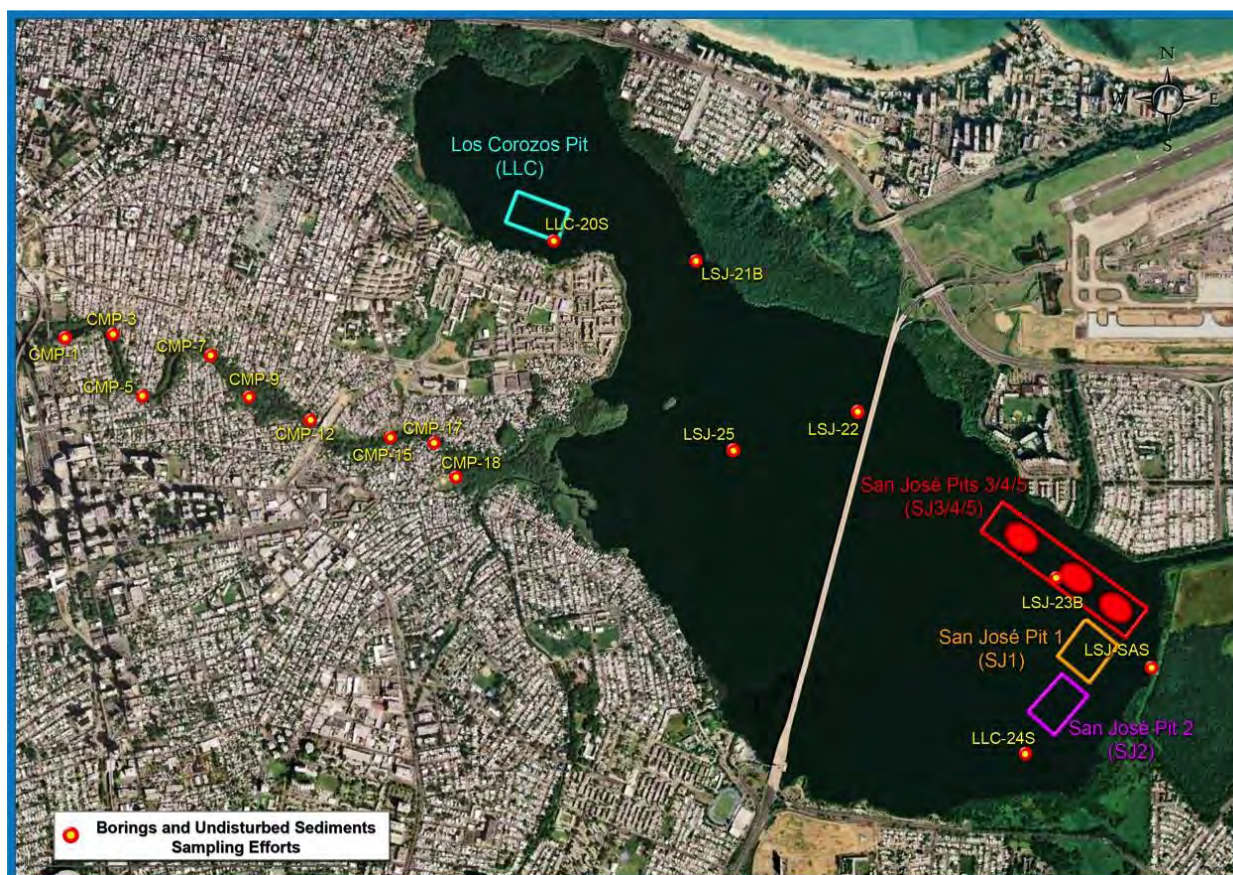 N
W
E
S
Los Corozos Pit
(LLC)
LLC-20S
LSJ-21B
CMP-3
CMP-1
CMP-7
CMP-5
CMP-9
CMP-12
CMP-17
CMP-15
CMP-18
LSJ-25
LSJ-22
San José Pits 3/4/5
(SJ3/4/5)
LSJ-23B
San José Pit 1
(SJ1)
LSJ-SAS
San José Pit 2
(SJ2)
LLC-24S
Borings and Undisturbed Sediments
Sampling Efforts